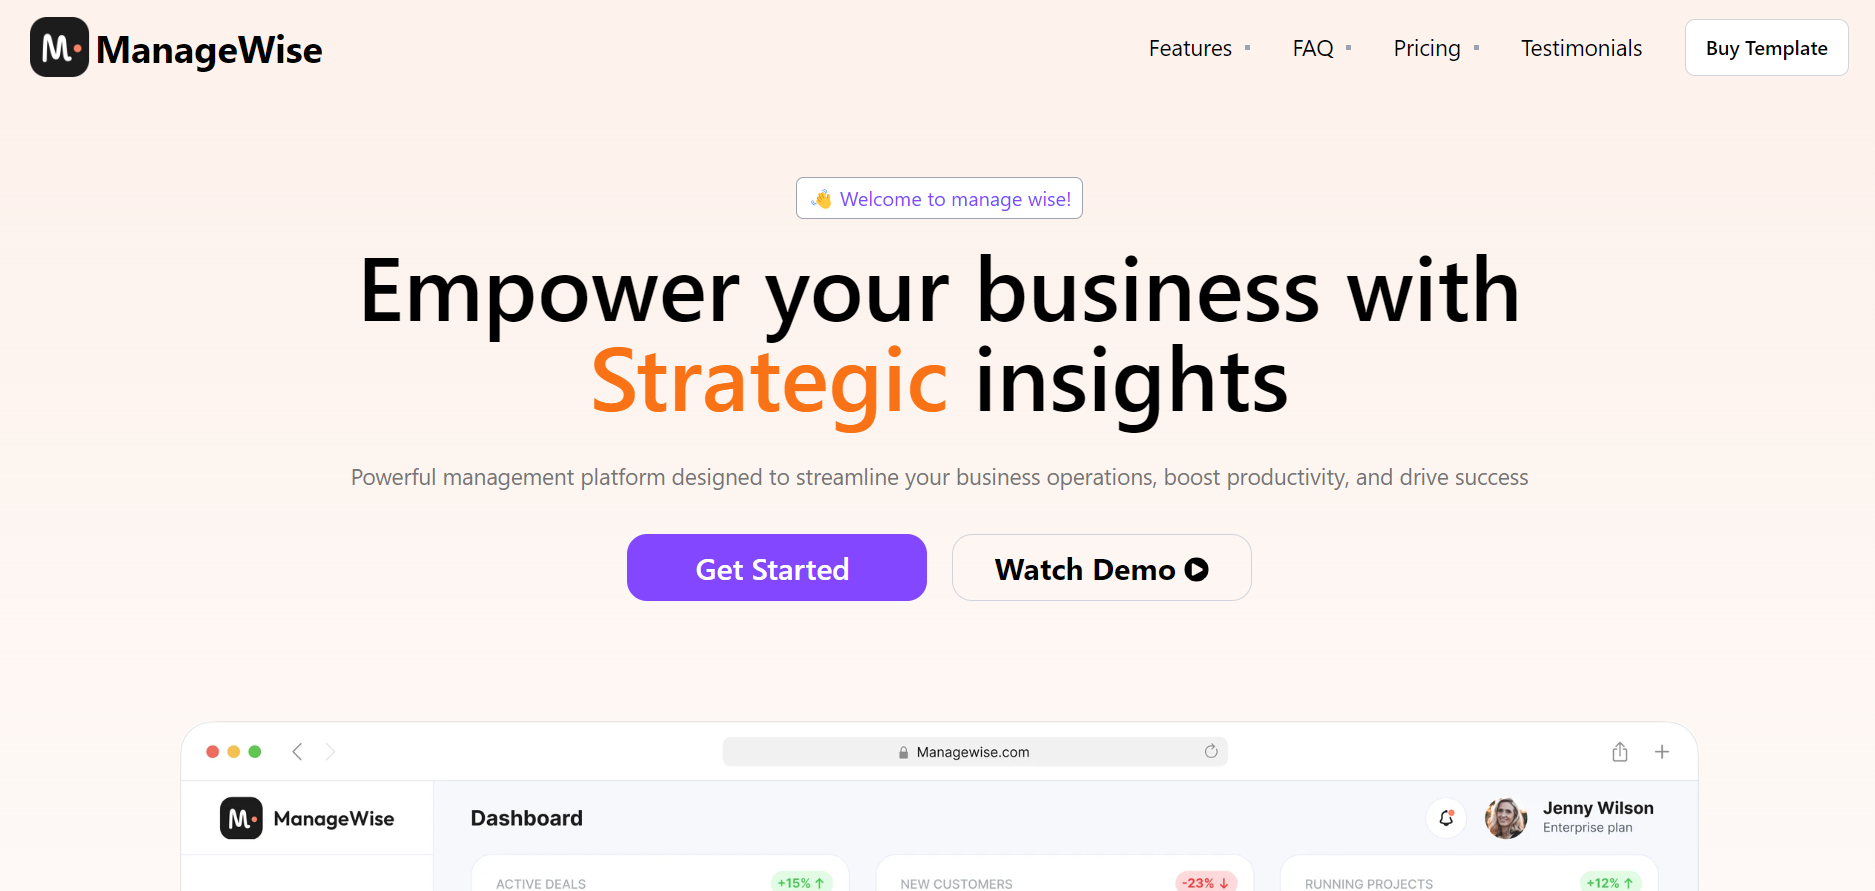 M. ManageWise
Features FAQ Pricing Testimonials Buy Template
👋 Welcome to manage wise!
Empower your business with
Strategic insights
Powerful management platform designed to streamline your business operations, boost productivity, and drive success
Get Started Watch Demo
Managewise.com
M. ManageWise
Dashboard
Jenny Wilson
Enterprise plan
ACTIVE DEALS +15% ↑
NEW CUSTOMERS -23% ↓
RUNNING PROJECTS +12% ↑